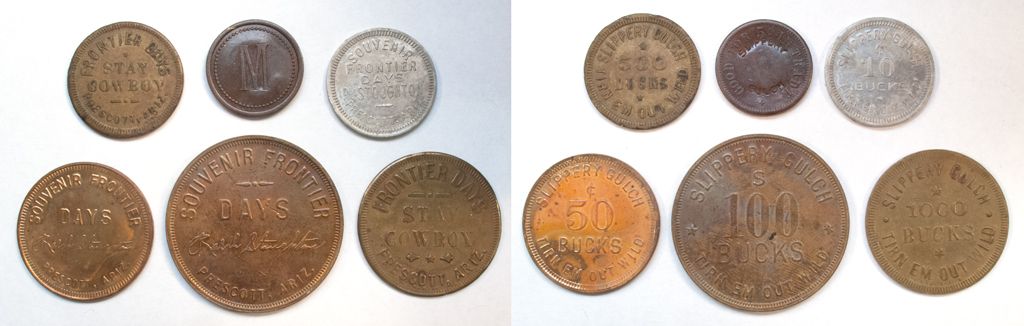 FRONTIER DAYS
STAY
COWBOY
PRESCOTT, ARIZ.
M
SOUVENIR
FRONTIER
DAYS
PRESCOTT, ARIZ.
SOUVENIR FRONTIER
DAYS
PRESCOTT, ARIZ.
SOUVENIR FRONTIER
DAYS
PRESCOTT, ARIZ.
FRONTIER DAYS
STAY
COWBOY
PRESCOTT, ARIZ.
SLIPPERY GULCH
500
BUCKS
EM OUT WILD
GOOD
SLIPPERY GULCH
¢
10
BUCKS
SLIPPERY GULCH
¢
50
BUCKS
TURN EM OUT WILD
SLIPPERY GULCH
$
100
BUCKS
TURN EM OUT WILD
SLIPPERY GULCH
1000
BUCKS
TURN EM OUT WILD